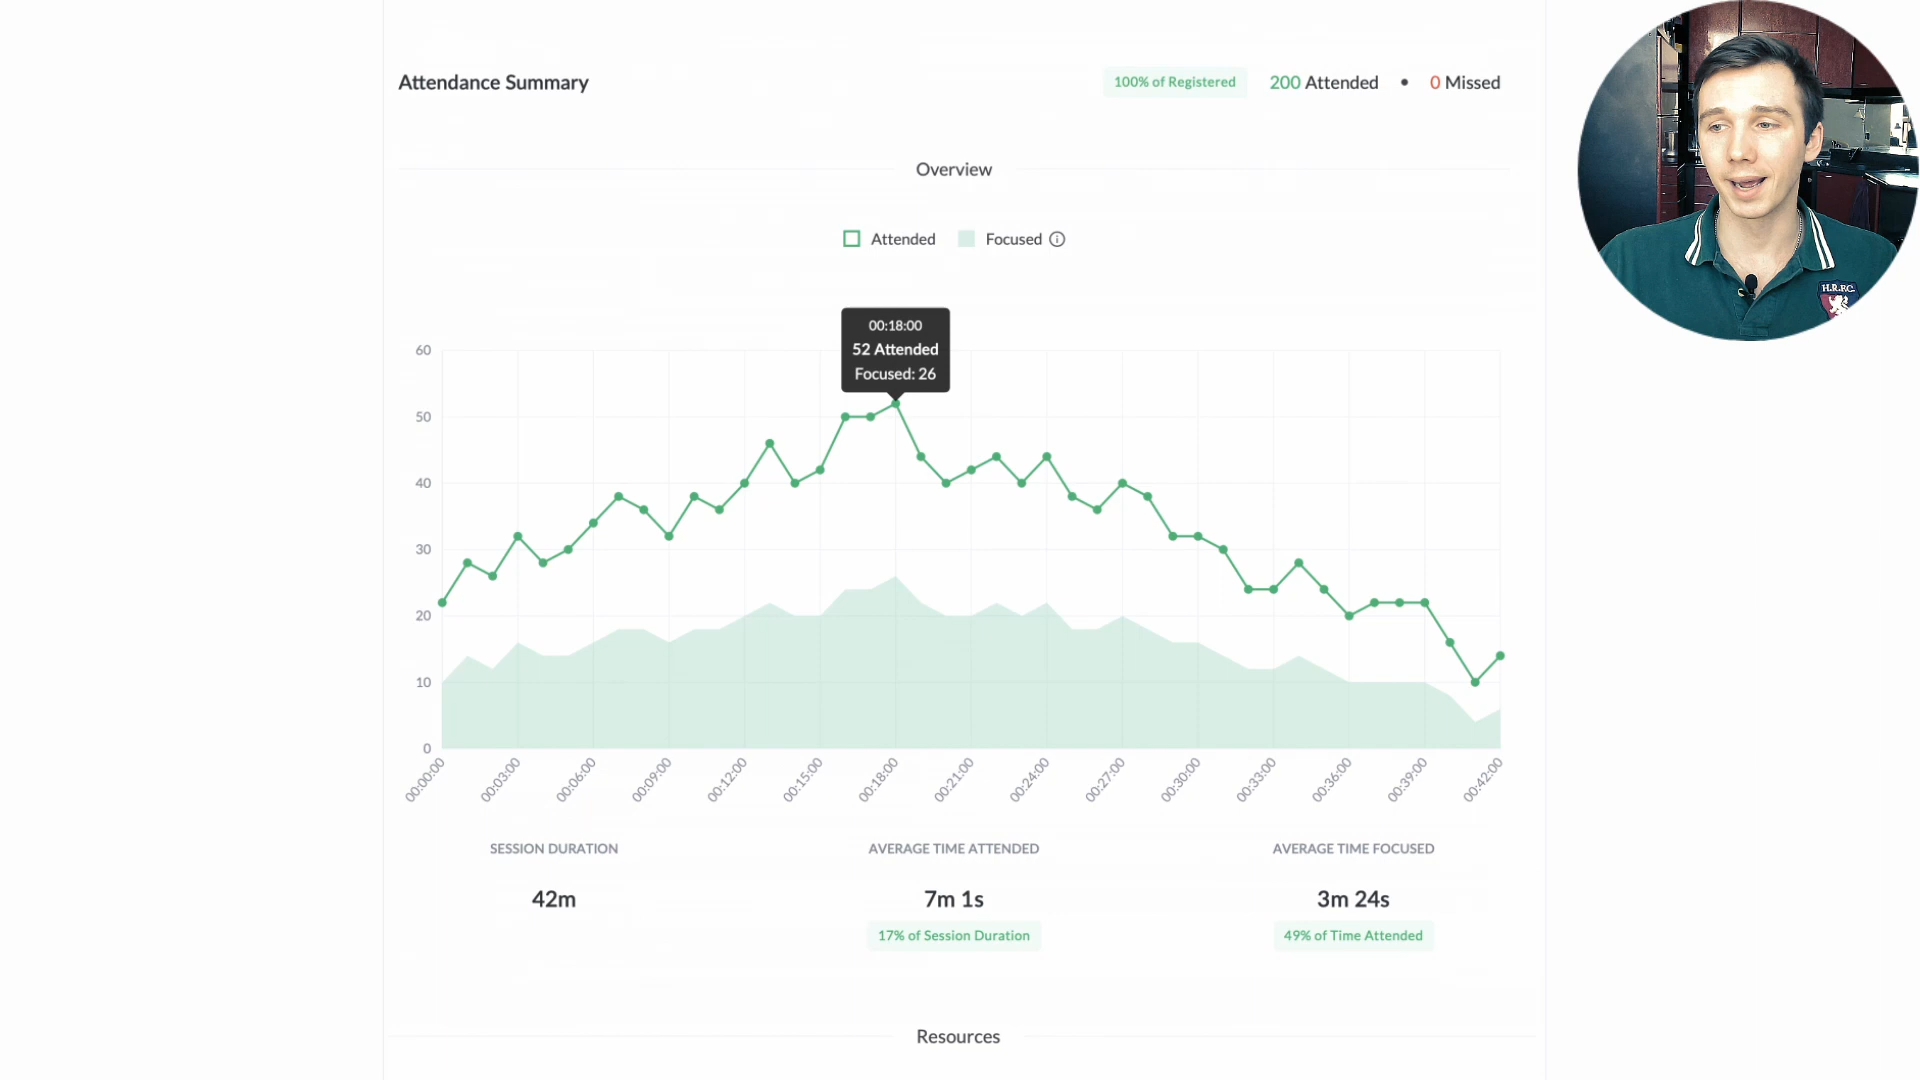 Attendance Summary
100% of Registered
200 Attended • 0 Missed
H.R.F.C.
Overview
Attended
Focused
00:18:00
52 Attended
Focused: 26
60
50
40
30
20
10
0
00:00:00
00:03:00
00:06:00
00:09:00
00:12:00
00:15:00
00:18:00
00:21:00
00:24:00
00:27:00
00:30:00
00:33:00
00:36:00
00:39:00
00:42:00
SESSION DURATION
42m
AVERAGE TIME ATTENDED
7m 1s
17% of Session Duration
AVERAGE TIME FOCUSED
3m 24s
49% of Time Attended
Resources